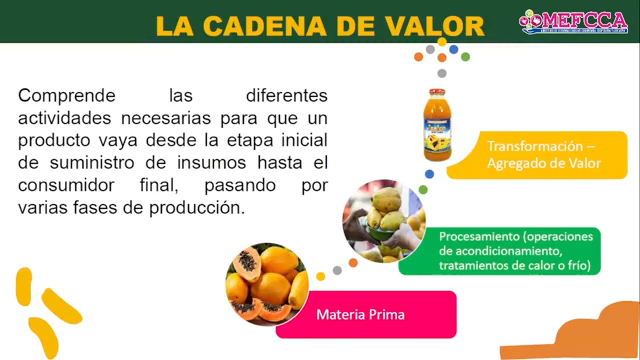 LA CADENA DE VALOR
MEFCCA
Comprende las diferentes
actividades necesarias para que un
producto vaya desde la etapa inicial
de suministro de insumos hasta el
consumidor final, pasando por
varias fases de producción.
Transformación –
Agregado de Valor
Procesamiento (operaciones
de acondicionamiento,
tratamientos de calor o frío)
Materia Prima